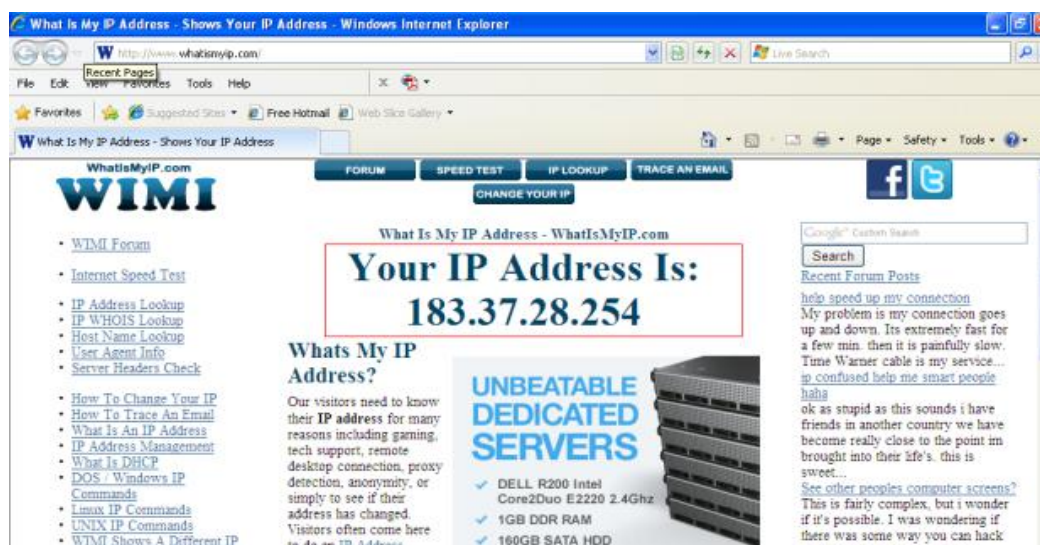 What Is My IP Address - Shows Your IP Address - Windows Internet Explorer
http://www.whatismyip.com/
Live Search
Recent Pages
File Edit View Favorites Tools Help
Favorites Suggested Sites Free Hotmail Web Slice Gallery
What Is My IP Address - Shows Your IP Address
Page Safety Tools
WhatIsMyIP.com
WIMI
FORUM SPEED TEST IP LOOKUP TRACE AN EMAIL
CHANGE YOUR IP
WIMI Forum
Internet Speed Test
IP Address Lookup
IP WHOIS Lookup
Host Name Lookup
User Agent Info
Server Headers Check
How To Change Your IP
How To Trace An Email
What Is An IP Address
IP Address Management
What Is DHCP
DOS / Windows IP
Commands
Linux IP Commands
UNIX IP Commands
WIMI Shows A Different IP
What Is My IP Address - WhatIsMyIP.com
Your IP Address Is:
183.37.28.254
Whats My IP
Address?
Our visitors need to know
their IP address for many
reasons including gaming,
tech support, remote
desktop connection, proxy
detection, anonymity, or
simply to see if their
address has changed.
Visitors often come here
to do an IP Address
UNBEATABLE
DEDICATED
SERVERS
DELL R200 Intel
Core2Duo E2220 2.4Ghz
1GB DDR RAM
160GB SATA HDD
Google™ Custom Search
Search
Recent Forum Posts
help speed up my connection
My problem is my connection goes
up and down. Its extremely fast for
a few min. then it is painfully slow.
Time Warner cable is my service...
ip confused help me smart people
haha
ok as stupid as this sounds i have
friends in another country we have
become really close to the point im
brought into their life's. this is
sweet...
See other peoples computer screens?
This is fairly complex, but i wonder
if it's possible. I was wondering if
there was some way you can hack